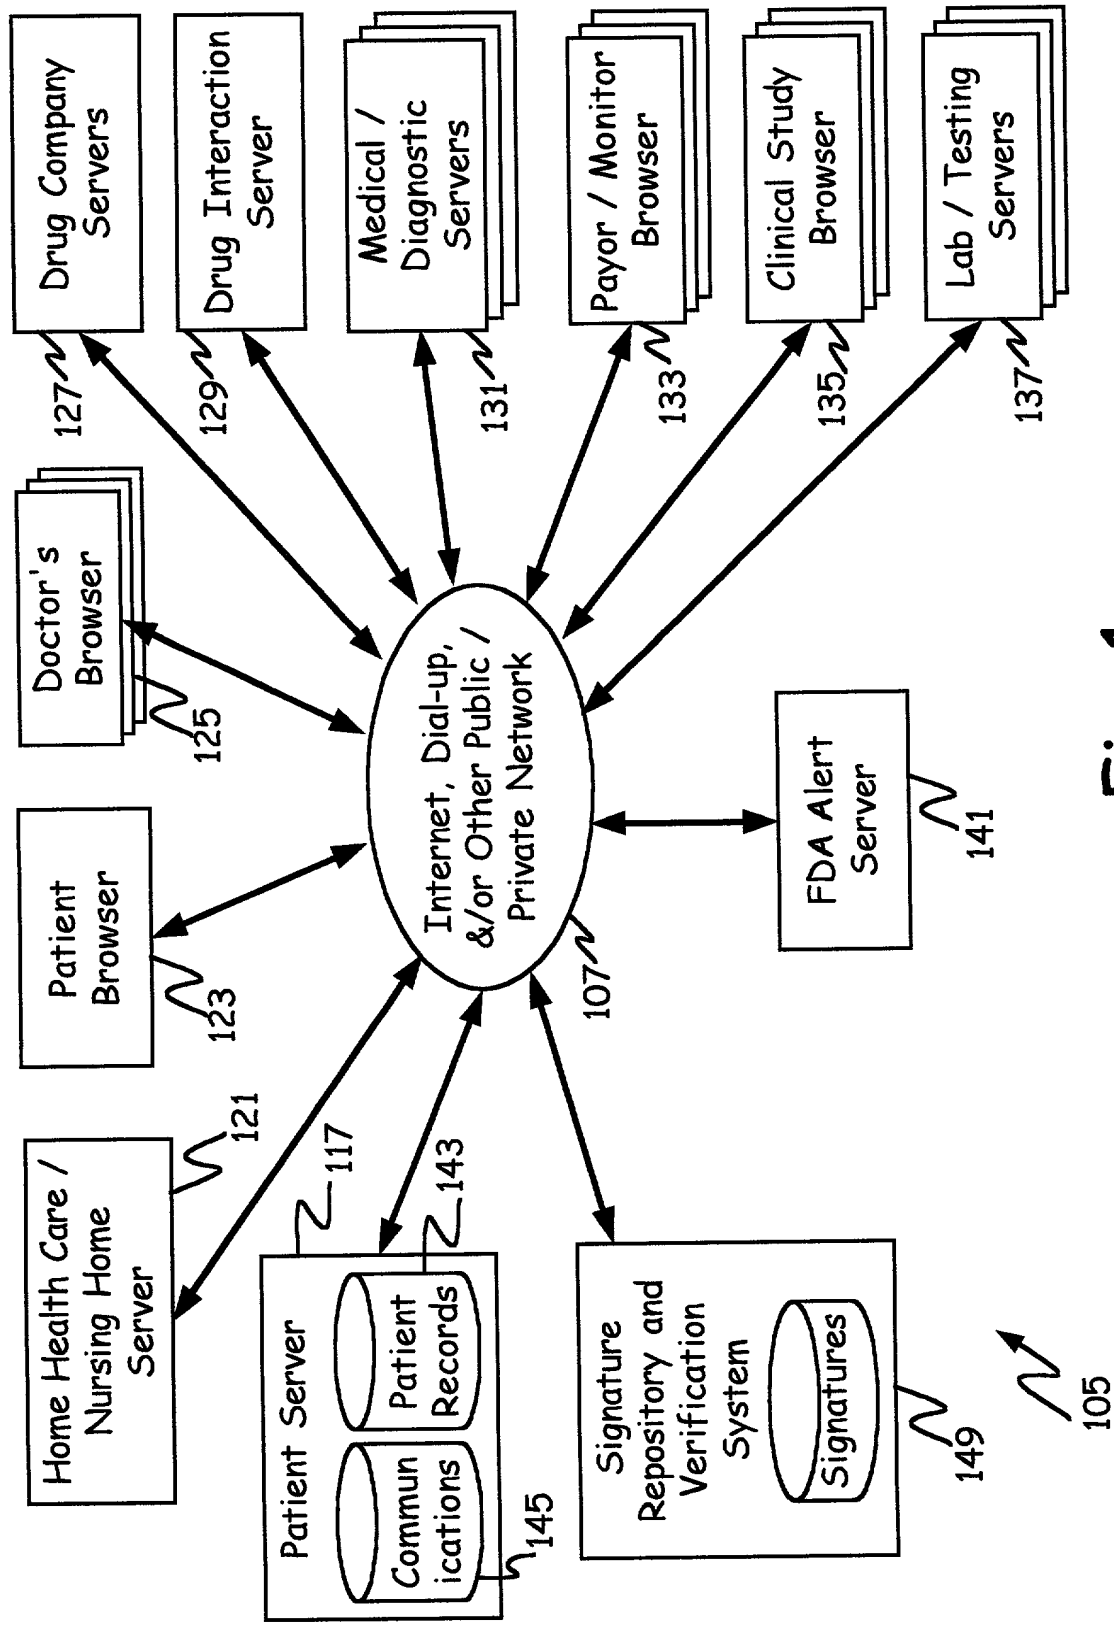 Home Health Care /
Nursing Home
Server
121
Patient
Browser
123
Doctor's
Browser
125
Drug Company
Servers
127
Drug Interaction
Server
129
Medical /
Diagnostic
Servers
131
Payor / Monitor
Browser
133
Clinical Study
Browser
135
Lab / Testing
Servers
137
Internet, Dial-up,
&/or Other Public /
Private Network
107
Patient Server
117
Commun
ications
145
Patient
Records
143
Signature
Repository and
Verification
System
Signatures
149
FDA Alert
Server
141
105